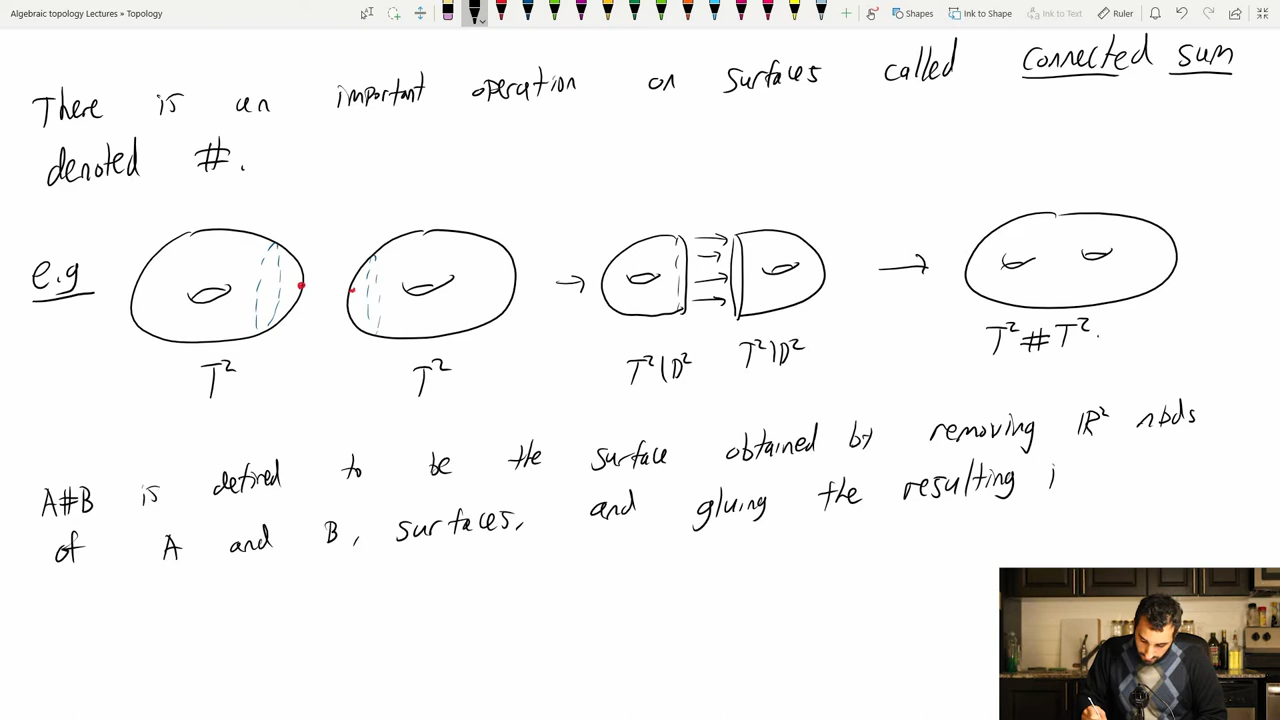 Algebraic topology Lectures » Topology
Shapes
Ink to Shape
Ink to Text
Ruler
There is an important operation on surfaces called connected sum
denoted #.
e.g
T² T² T²\D² T²\D² T²#T².
A#B is defined to be the surface obtained by removing ℝ² nbds
of A and B, surfaces, and gluing the resulting i